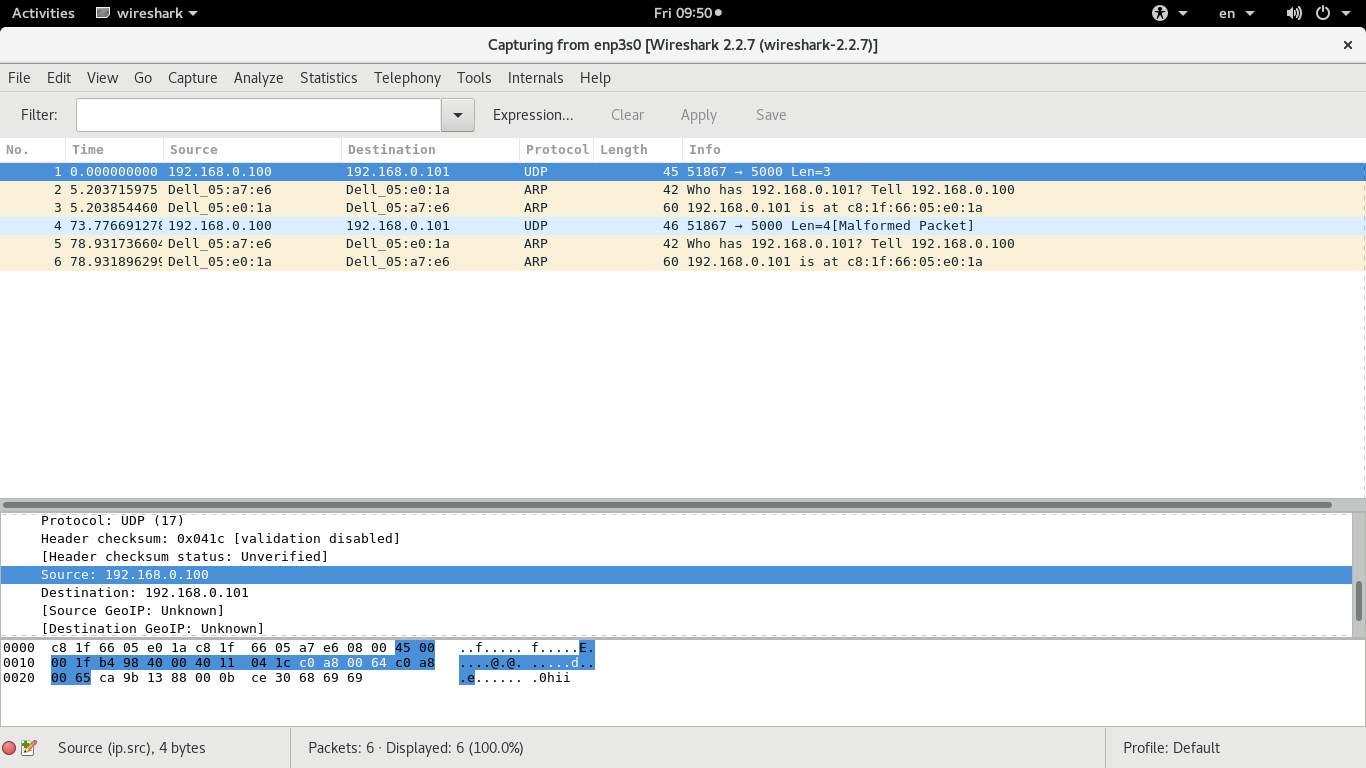 Activities wireshark Fri 09:50 en
Capturing from enp3s0 [Wireshark 2.2.7 (wireshark-2.2.7)] ×
File Edit View Go Capture Analyze Statistics Telephony Tools Internals Help
Filter: Expression... Clear Apply Save
No. Time Source Destination Protocol Length Info
1 0.000000000 192.168.0.100 192.168.0.101 UDP 45 51867 → 5000 Len=3
2 5.203715975 Dell_05:a7:e6 Dell_05:e0:1a ARP 42 Who has 192.168.0.101? Tell 192.168.0.100
3 5.203854460 Dell_05:e0:1a Dell_05:a7:e6 ARP 60 192.168.0.101 is at c8:1f:66:05:e0:1a
4 73.776691278 192.168.0.100 192.168.0.101 UDP 46 51867 → 5000 Len=4[Malformed Packet]
5 78.931736604 Dell_05:a7:e6 Dell_05:e0:1a ARP 42 Who has 192.168.0.101? Tell 192.168.0.100
6 78.931896299 Dell_05:e0:1a Dell_05:a7:e6 ARP 60 192.168.0.101 is at c8:1f:66:05:e0:1a
Protocol: UDP (17)
Header checksum: 0x041c [validation disabled]
[Header checksum status: Unverified]
Source: 192.168.0.100
Destination: 192.168.0.101
[Source GeoIP: Unknown]
[Destination GeoIP: Unknown]
0000 c8 1f 66 05 e0 1a c8 1f 66 05 a7 e6 08 00 45 00 ..f..... f.....E.
0010 00 1f b4 98 40 00 40 11 04 1c c0 a8 00 64 c0 a8 ....@.@. .....d..
0020 00 65 ca 9b 13 88 00 0b ce 30 68 69 69 .e...... .0hii
Source (ip.src), 4 bytes Packets: 6 · Displayed: 6 (100.0%) Profile: Default